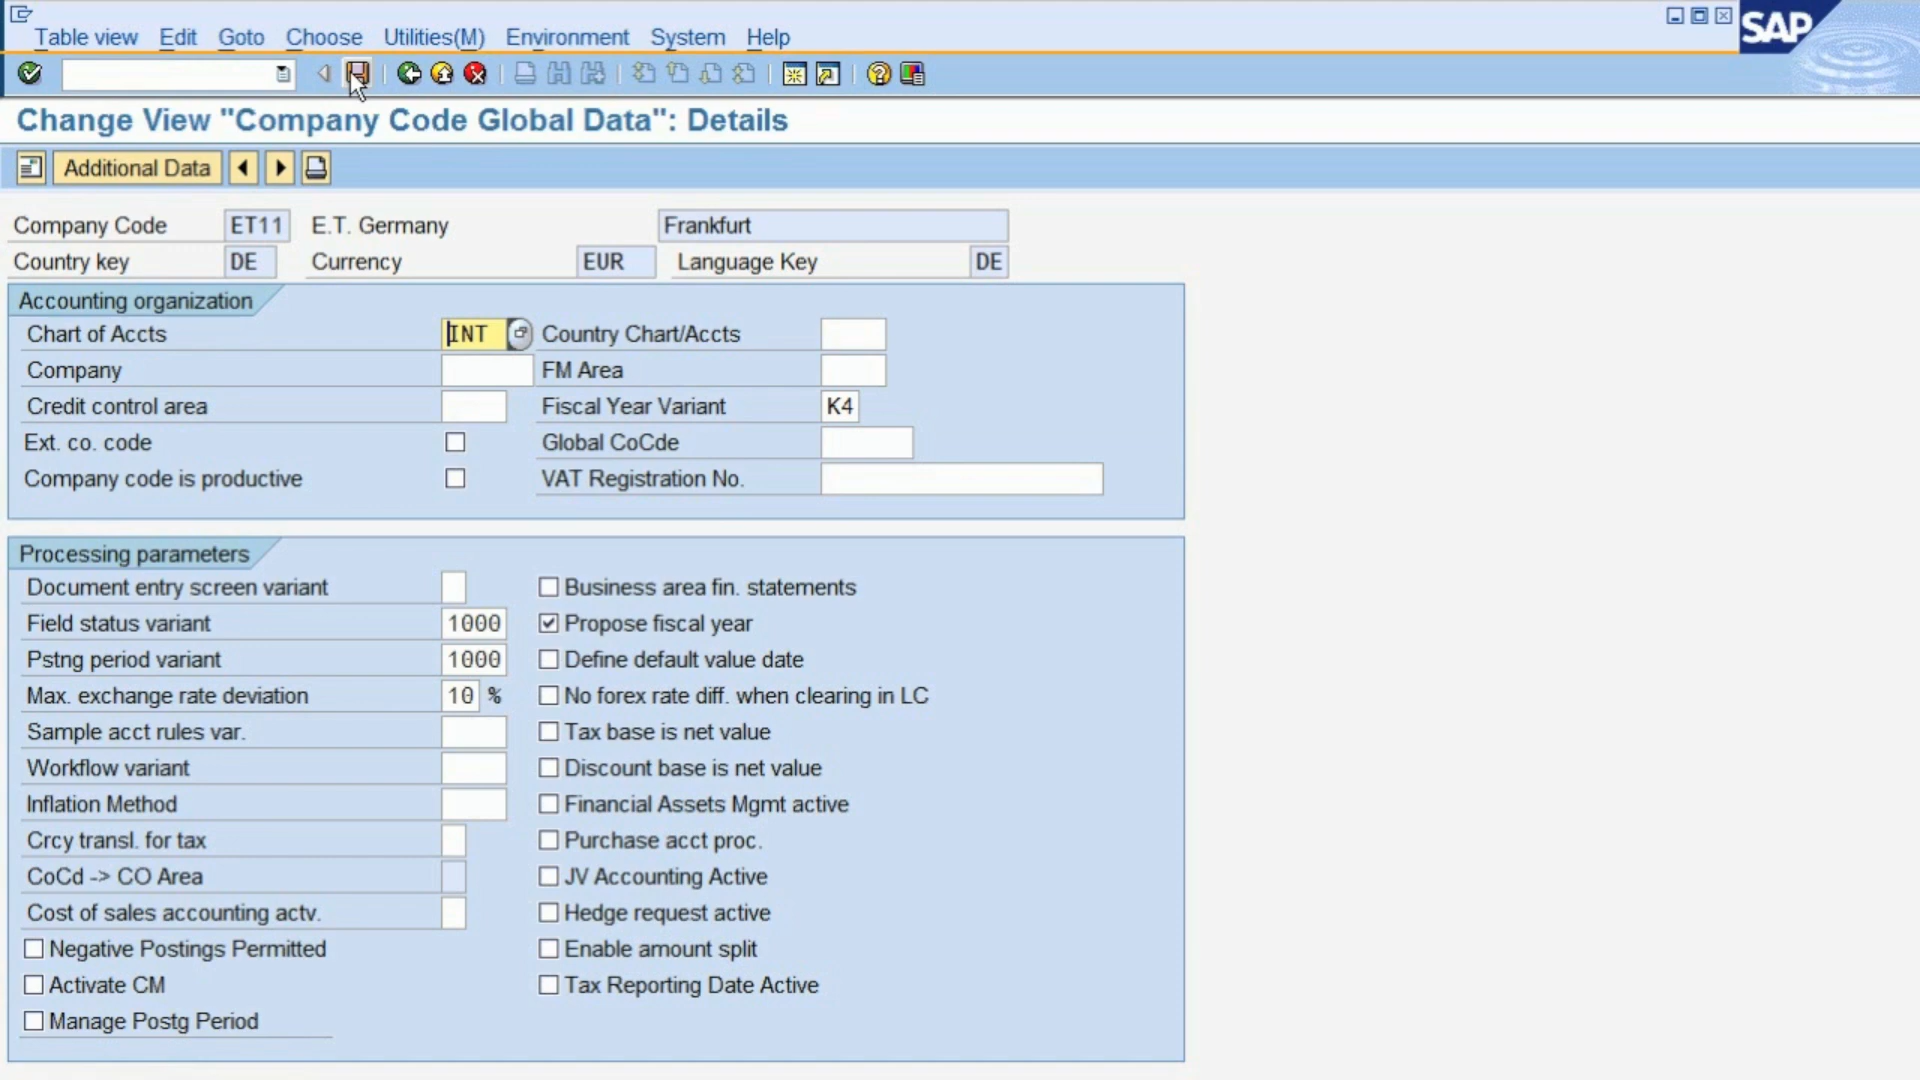 Table view Edit Goto Choose Utilities(M) Environment System Help
SAP
Change View "Company Code Global Data": Details
Additional Data
Company Code ET11 E.T. Germany Frankfurt
Country key DE Currency EUR Language Key DE
Accounting organization
Chart of Accts INT Country Chart/Accts
Company FM Area
Credit control area Fiscal Year Variant K4
Ext. co. code Global CoCde
Company code is productive VAT Registration No.
Processing parameters
Document entry screen variant Business area fin. statements
Field status variant 1000 Propose fiscal year
Pstng period variant 1000 Define default value date
Max. exchange rate deviation 10 % No forex rate diff. when clearing in LC
Sample acct rules var. Tax base is net value
Workflow variant Discount base is net value
Inflation Method Financial Assets Mgmt active
Crcy transl. for tax Purchase acct proc.
CoCd -> CO Area JV Accounting Active
Cost of sales accounting actv. Hedge request active
Negative Postings Permitted Enable amount split
Activate CM Tax Reporting Date Active
Manage Postg Period